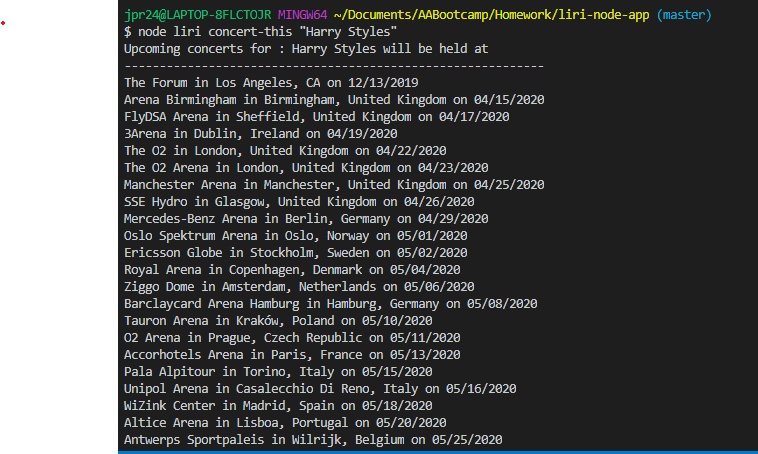 jpr24@LAPTOP-8FLCTOJR MINGW64 ~/Documents/AABootcamp/Homework/liri-node-app (master)
$ node liri concert-this "Harry Styles"
Upcoming concerts for : Harry Styles will be held at
------------------------------------------------------------
The Forum in Los Angeles, CA on 12/13/2019
Arena Birmingham in Birmingham, United Kingdom on 04/15/2020
FlyDSA Arena in Sheffield, United Kingdom on 04/17/2020
3Arena in Dublin, Ireland on 04/19/2020
The O2 in London, United Kingdom on 04/22/2020
The O2 Arena in London, United Kingdom on 04/23/2020
Manchester Arena in Manchester, United Kingdom on 04/25/2020
SSE Hydro in Glasgow, United Kingdom on 04/26/2020
Mercedes-Benz Arena in Berlin, Germany on 04/29/2020
Oslo Spektrum Arena in Oslo, Norway on 05/01/2020
Ericsson Globe in Stockholm, Sweden on 05/02/2020
Royal Arena in Copenhagen, Denmark on 05/04/2020
Ziggo Dome in Amsterdam, Netherlands on 05/06/2020
Barclaycard Arena Hamburg in Hamburg, Germany on 05/08/2020
Tauron Arena in Kraków, Poland on 05/10/2020
O2 Arena in Prague, Czech Republic on 05/11/2020
Accorhotels Arena in Paris, France on 05/13/2020
Pala Alpitour in Torino, Italy on 05/15/2020
Unipol Arena in Casalecchio Di Reno, Italy on 05/16/2020
WiZink Center in Madrid, Spain on 05/18/2020
Altice Arena in Lisboa, Portugal on 05/20/2020
Antwerps Sportpaleis in Wilrijk, Belgium on 05/25/2020